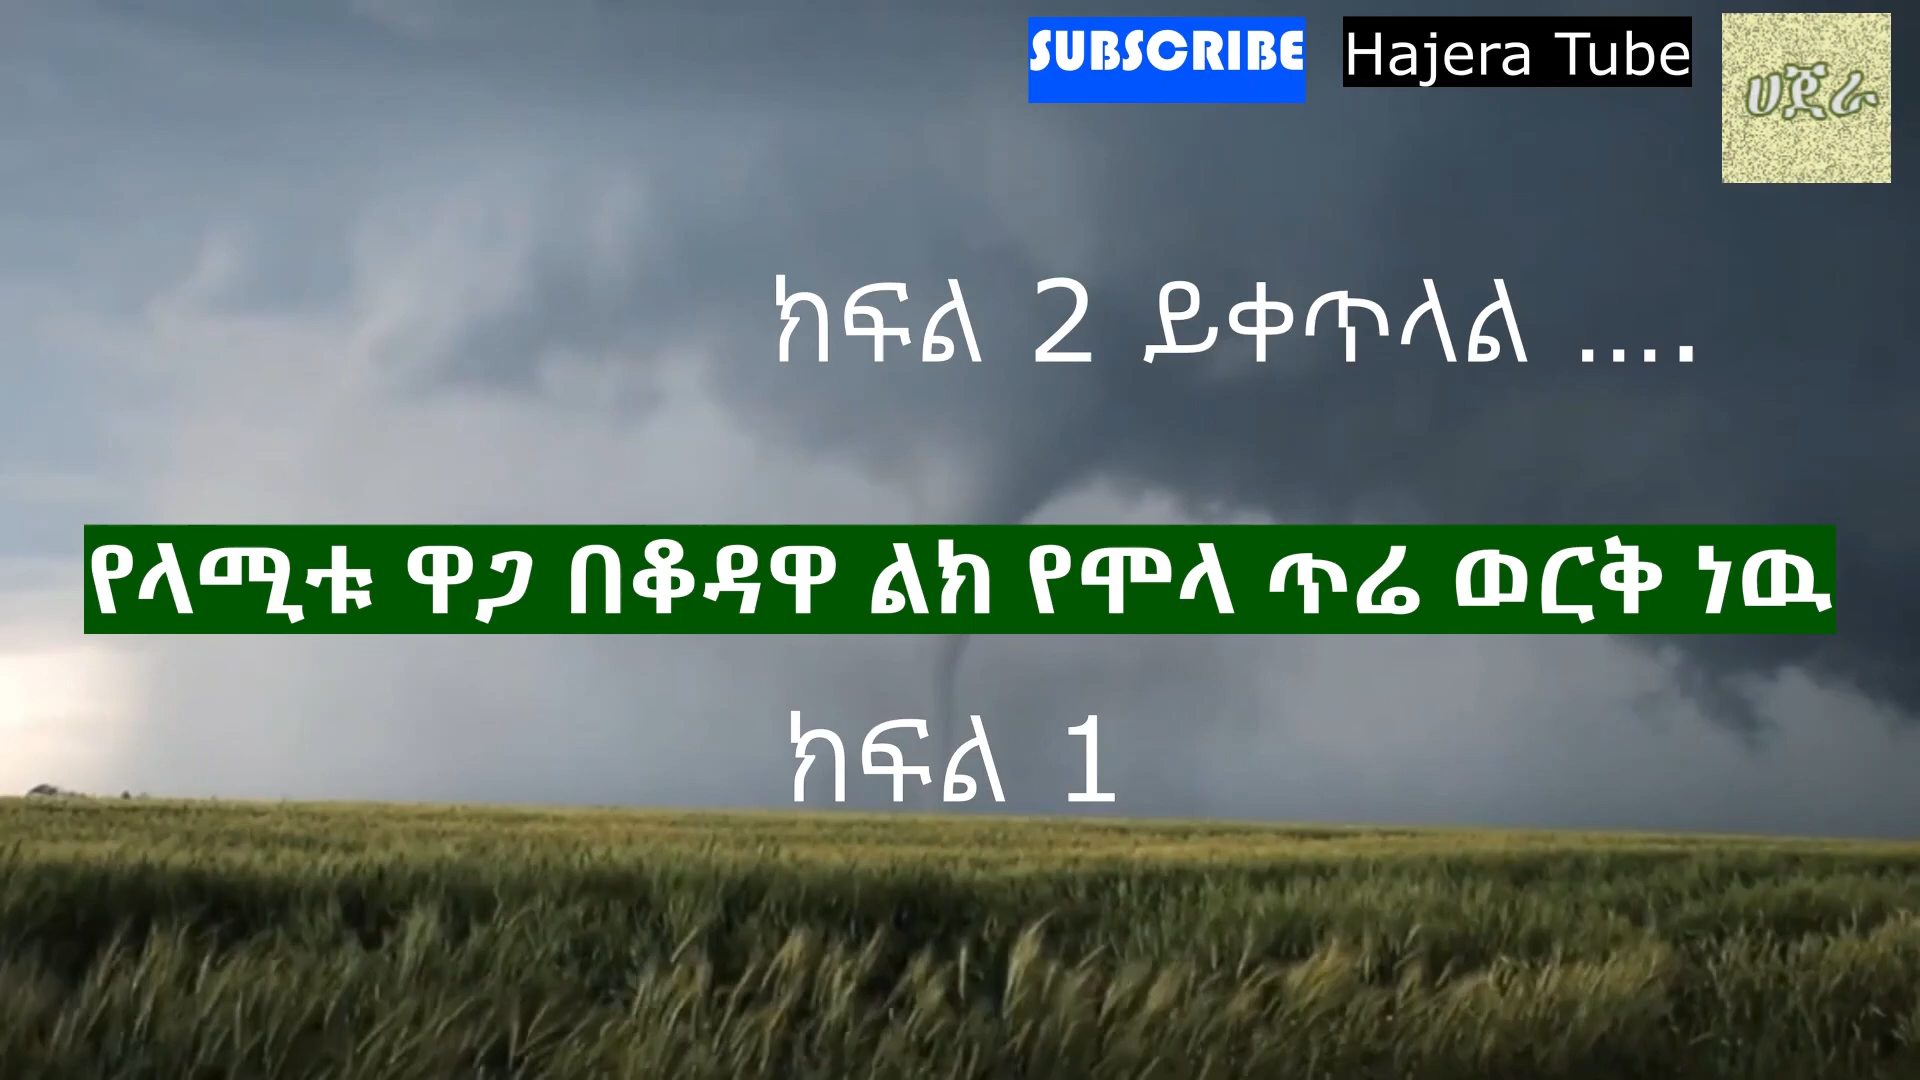 SUBSCRIBE
Hajera Tube
ሀጀራ
ክፍል 2 ይቀጥላል ....
የላሚቱ ዋጋ በቆዳዋ ልክ የሞላ ጥሬ ወርቅ ነዉ
ክፍል 1